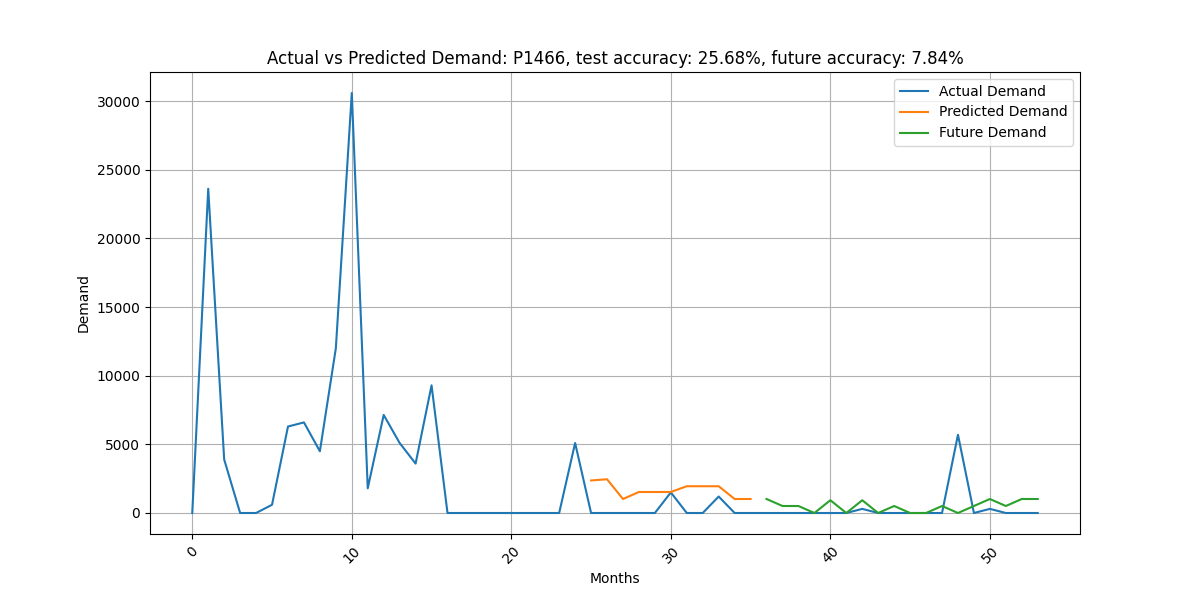 Actual vs Predicted Demand: P1466, test accuracy: 25.68%, future accuracy: 7.84%
Actual Demand
Predicted Demand
Future Demand
Demand
30000
25000
20000
15000
10000
5000
0
0
10
20
30
40
50
Months